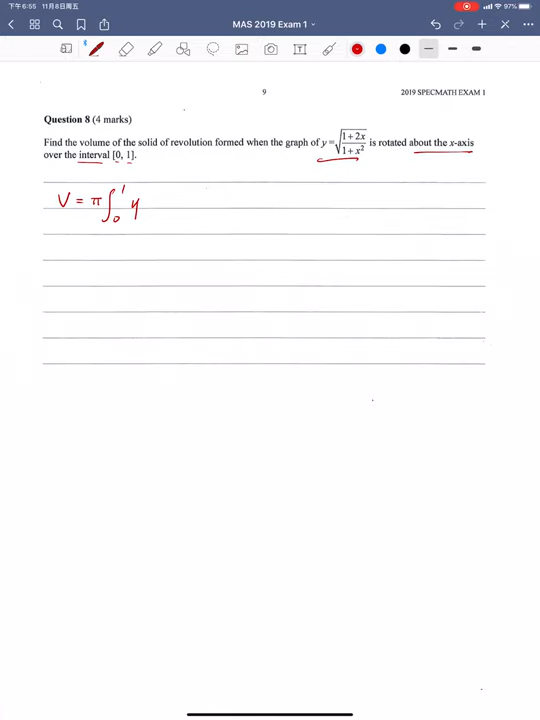 下午6:55 11月8日周五
97%
MAS 2019 Exam 1
9
2019 SPECMATH EXAM 1
Question 8 (4 marks)
Find the volume of the solid of revolution formed when the graph of y = √((1 + 2x)/(1 + x²)) is rotated about the x-axis
over the interval [0, 1].
V = π ∫₀¹ y